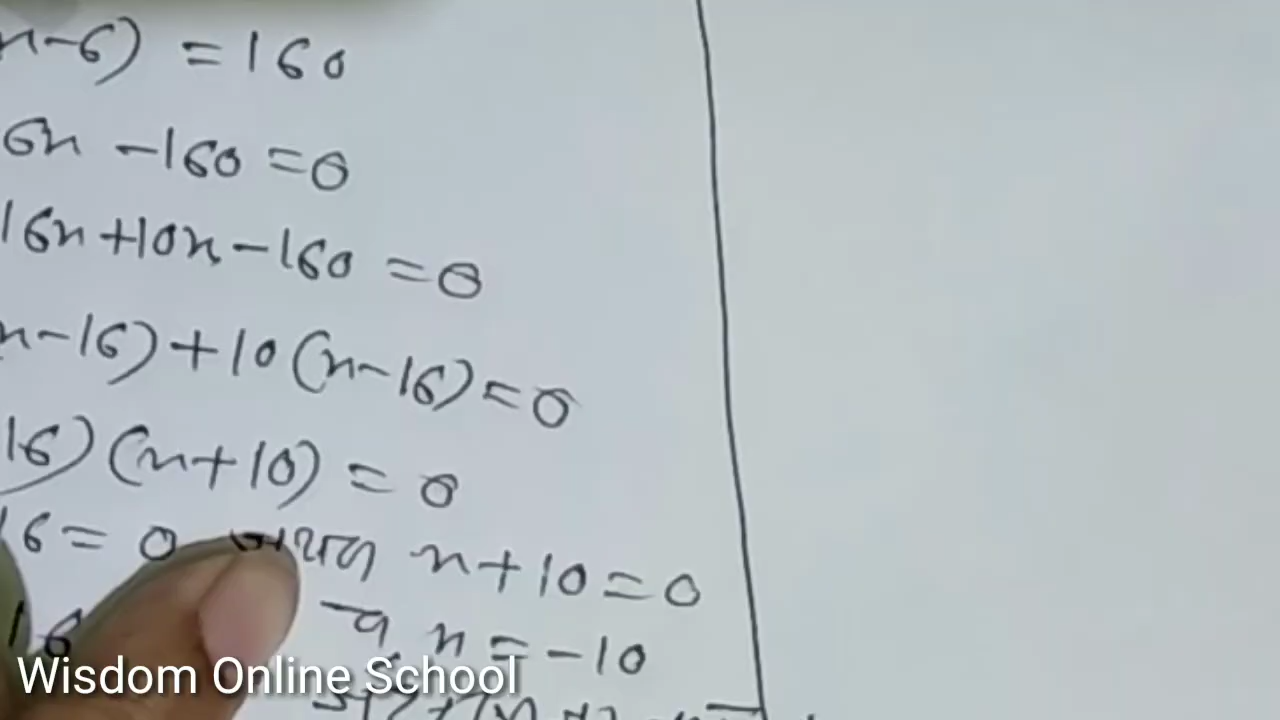 n-6) = 160
6n - 160 = 0
16n + 10n - 160 = 0
n-16) + 10 (n-16) = 0
16) (n+10) = 0
16 = 0 অথবা n + 10 = 0
16 বা, n = -10
Wisdom Online School